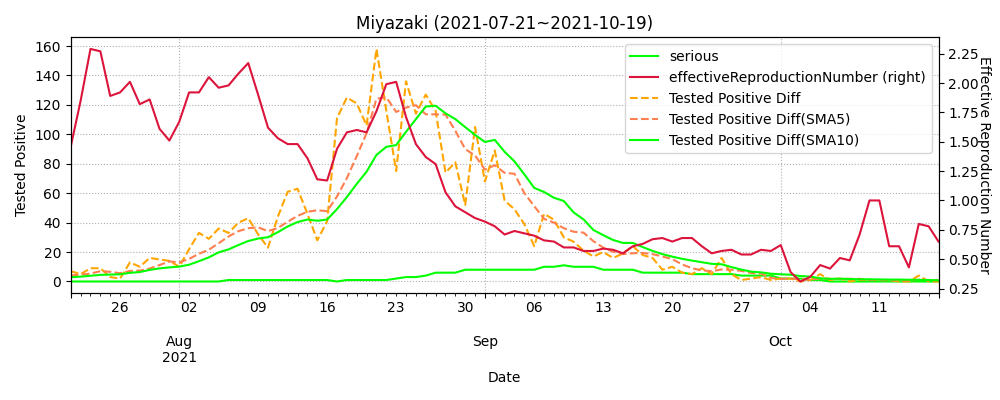 Miyazaki (2021-07-21~2021-10-19)
Tested Positive
160
140
120
100
80
60
40
20
0
2.25
2.00
1.75
1.50
1.25
1.00
0.75
0.50
0.25
Effective Reproduction Number
serious
effectiveReproductionNumber (right)
Tested Positive Diff
Tested Positive Diff(SMA5)
Tested Positive Diff(SMA10)
26 02 09 16 23 30 06 13 20 27 04 11
Aug Sep Oct
2021
Date